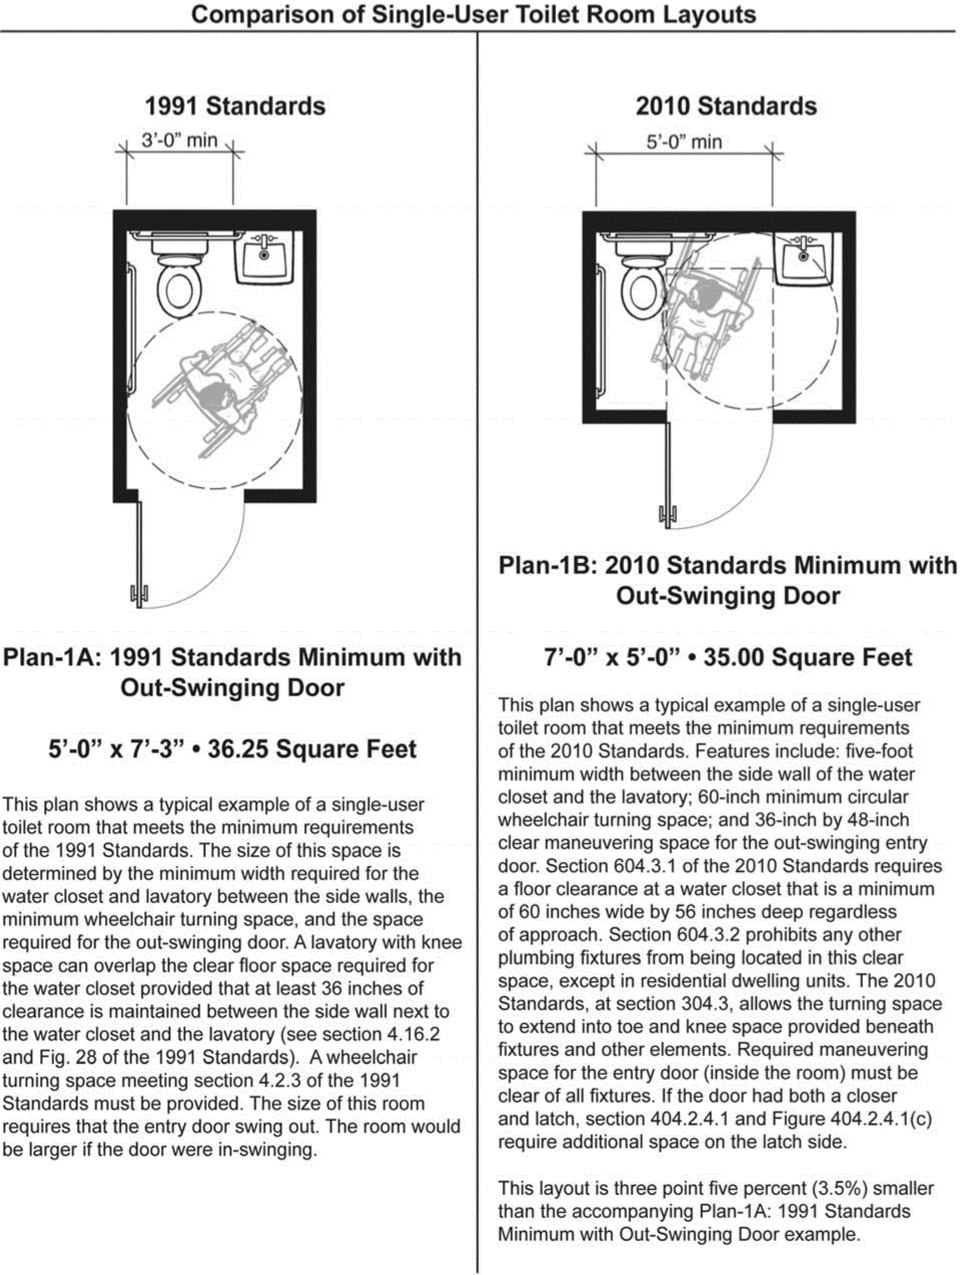 Comparison of Single-User Toilet Room Layouts
1991 Standards
3’-0” min
Plan-1A: 1991 Standards Minimum with
Out-Swinging Door
5’-0” x 7’-3” • 36.25 Square Feet
This plan shows a typical example of a single-user
toilet room that meets the minimum requirements
of the 1991 Standards. The size of this space is
determined by the minimum width required for the
water closet and lavatory between the side walls, the
minimum wheelchair turning space, and the space
required for the out-swinging door. A lavatory with knee
space can overlap the clear floor space required for
the water closet provided that at least 36 inches of
clearance is maintained between the side wall next to
the water closet and the lavatory (see section 4.16.2
and Fig. 28 of the 1991 Standards).  A wheelchair
turning space meeting section 4.2.3 of the 1991
Standards must be provided. The size of this room
requires that the entry door swing out. The room would
be larger if the door were in-swinging.
2010 Standards
5’-0” min
Plan-1B: 2010 Standards Minimum with
Out-Swinging Door
7’-0” x 5’-0” • 35.00 Square Feet
This plan shows a typical example of a single-user
toilet room that meets the minimum requirements
of the 2010 Standards. Features include: five-foot
minimum width between the side wall of the water
closet and the lavatory; 60-inch minimum circular
wheelchair turning space; and 36-inch by 48-inch
clear maneuvering space for the out-swinging entry
door. Section 604.3.1 of the 2010 Standards requires
a floor clearance at a water closet that is a minimum
of 60 inches wide by 56 inches deep regardless
of approach. Section 604.3.2 prohibits any other
plumbing fixtures from being located in this clear
space, except in residential dwelling units. The 2010
Standards, at section 304.3, allows the turning space
to extend into toe and knee space provided beneath
fixtures and other elements. Required maneuvering
space for the entry door (inside the room) must be
clear of all fixtures. If the door had both a closer
and latch, section 404.2.4.1 and Figure 404.2.4.1(c)
require additional space on the latch side.
This layout is three point five percent (3.5%) smaller
than the accompanying Plan-1A: 1991 Standards
Minimum with Out-Swinging Door example.